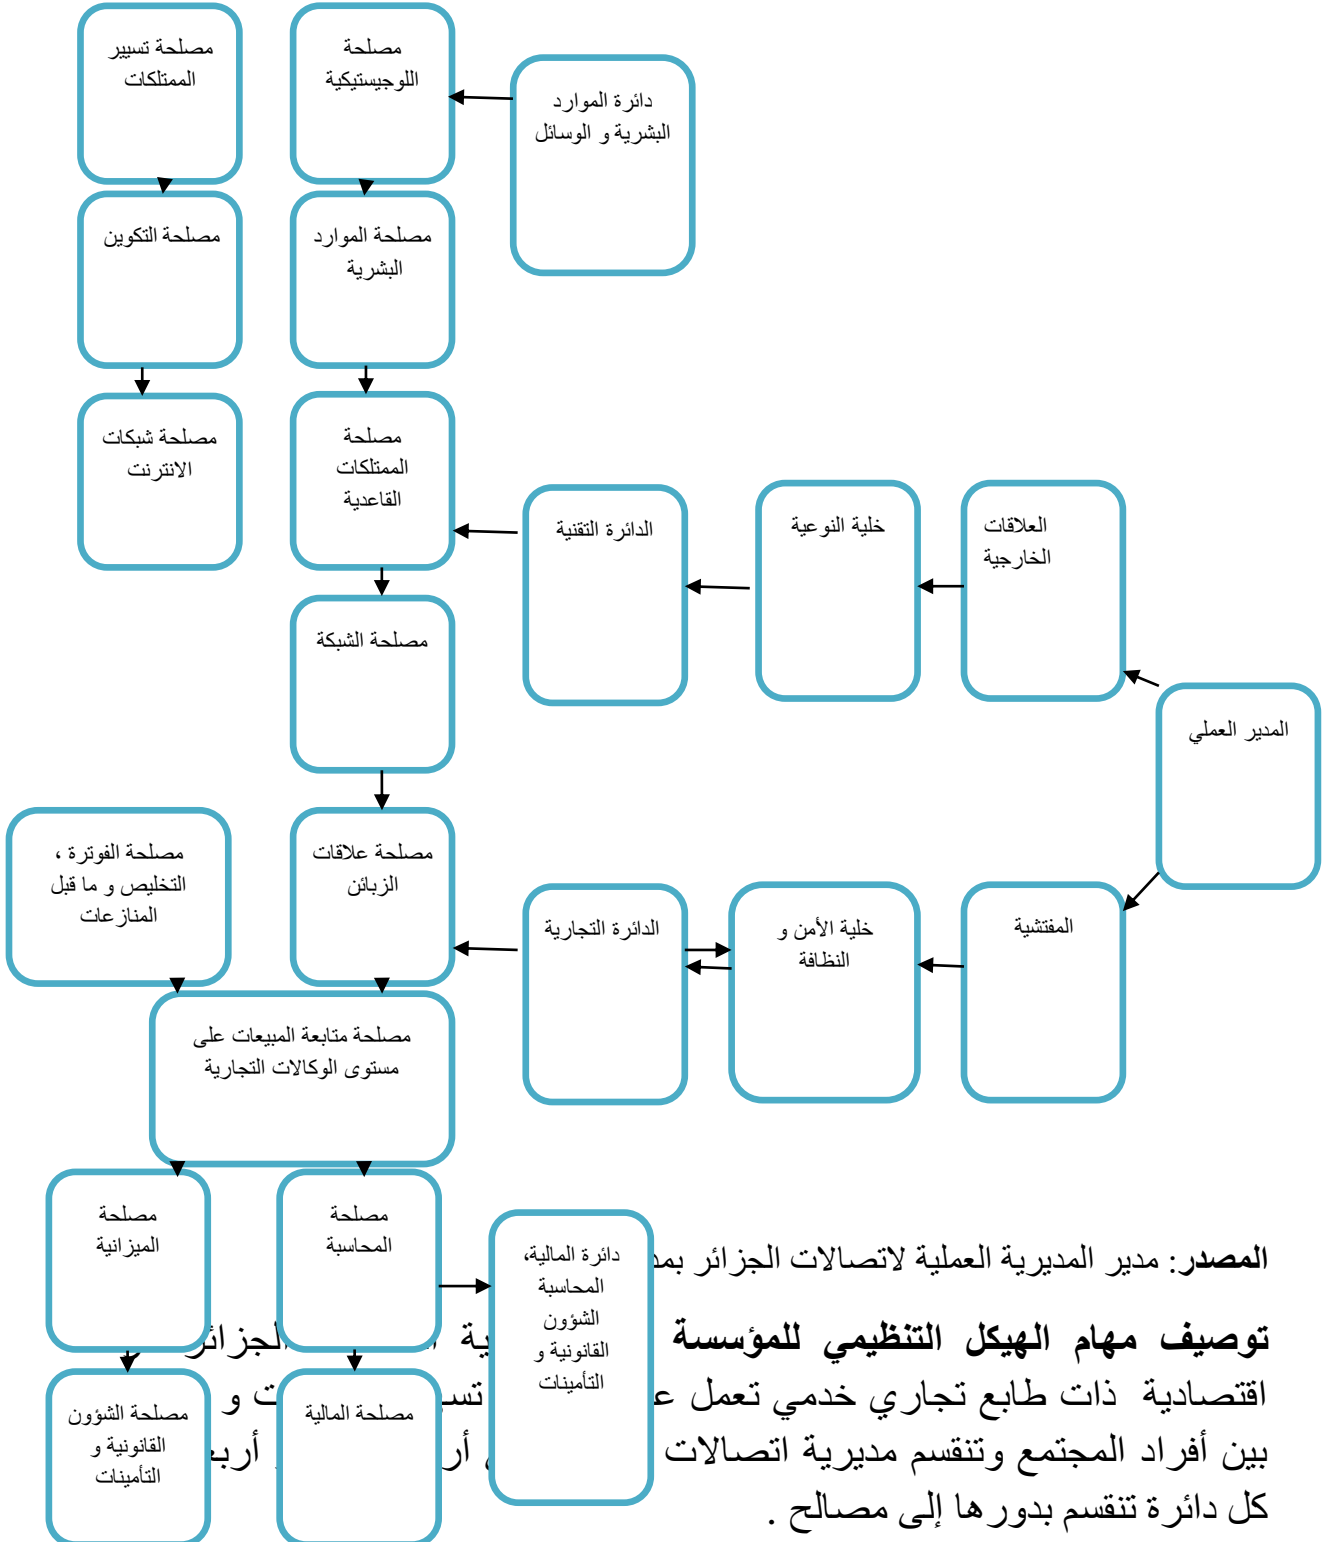 مصلحة تسيير
الممتلكات
مصلحة
اللوجيستيكية
دائرة الموارد
البشرية و الوسائل
مصلحة التكوين
مصلحة الموارد
البشرية
مصلحة شبكات
الانترنت
مصلحة
الممتلكات
القاعدية
الدائرة التقنية
خلية النوعية
العلاقات
الخارجية
مصلحة الشبكة
المدير العملي
مصلحة الفوترة ،
التخليص و ما قبل
المنازعات
مصلحة علاقات
الزبائن
الدائرة التجارية
خلية الأمن و
النظافة
المفتشية
مصلحة متابعة المبيعات على
مستوى الوكالات التجارية
مصلحة
الميزانية
مصلحة
المحاسبة
دائرة المالية،
المحاسبة
الشؤون
القانونية و
التأمينات
مصلحة الشؤون
القانونية و
التأمينات
مصلحة المالية
المصدر: مدير المديرية العملية لاتصالات الجزائر
توصيف مهام الهيكل التنظيمي للمؤسسة
اقتصادية ذات طابع تجاري خدمي تعمل
بين أفراد المجتمع وتنقسم مديرية اتصالات
كل دائرة تنقسم بدورها إلى مصالح .